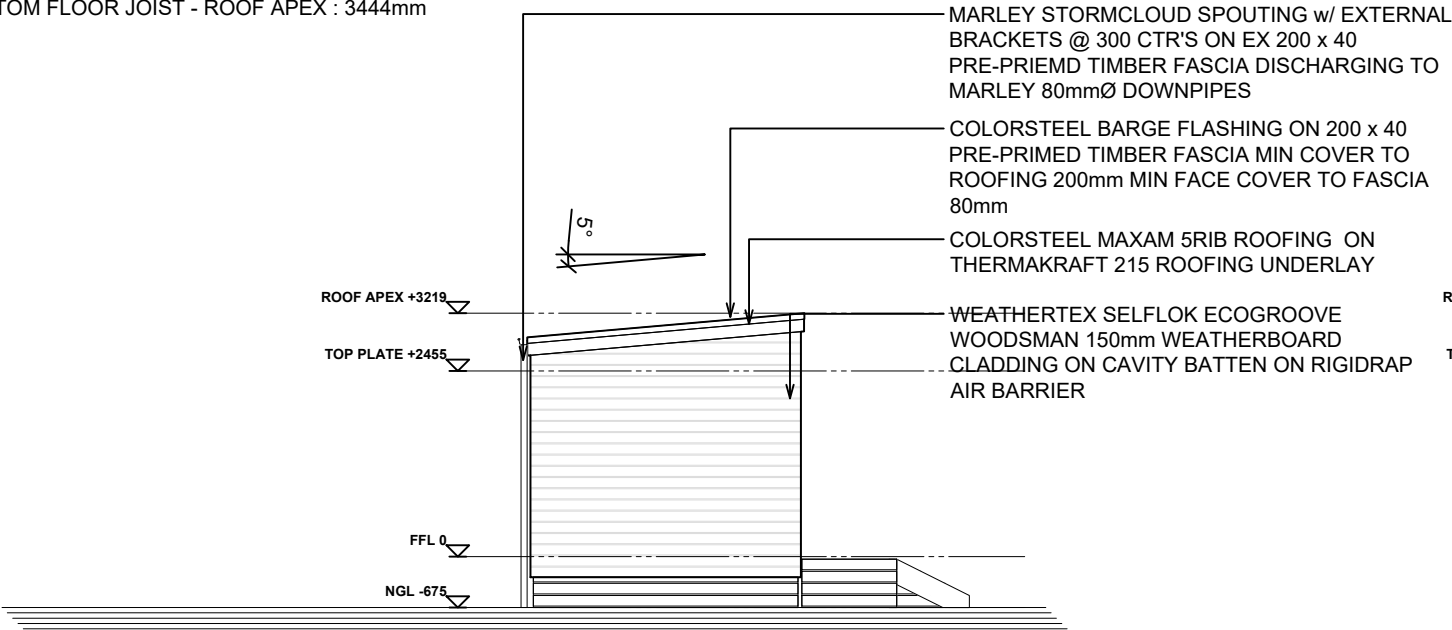 TOM FLOOR JOIST - ROOF APEX : 3444mm
MARLEY STORMCLOUD SPOUTING w/ EXTERNAL
BRACKETS @ 300 CTR'S ON EX 200 x 40
PRE-PRIEMD TIMBER FASCIA DISCHARGING TO
MARLEY 80mmØ DOWNPIPES
COLORSTEEL BARGE FLASHING ON 200 x 40
PRE-PRIMED TIMBER FASCIA MIN COVER TO
ROOFING 200mm MIN FACE COVER TO FASCIA
80mm
5°
COLORSTEEL MAXAM 5RIB ROOFING ON
THERMAKRAFT 215 ROOFING UNDERLAY
ROOF APEX +3219
R
WEATHERTEX SELFLOK ECOGROOVE
WOODSMAN 150mm WEATHERBOARD
CLADDING ON CAVITY BATTEN ON RIGIDRAP
AIR BARRIER
TOP PLATE +2455
T
FFL 0
NGL -675